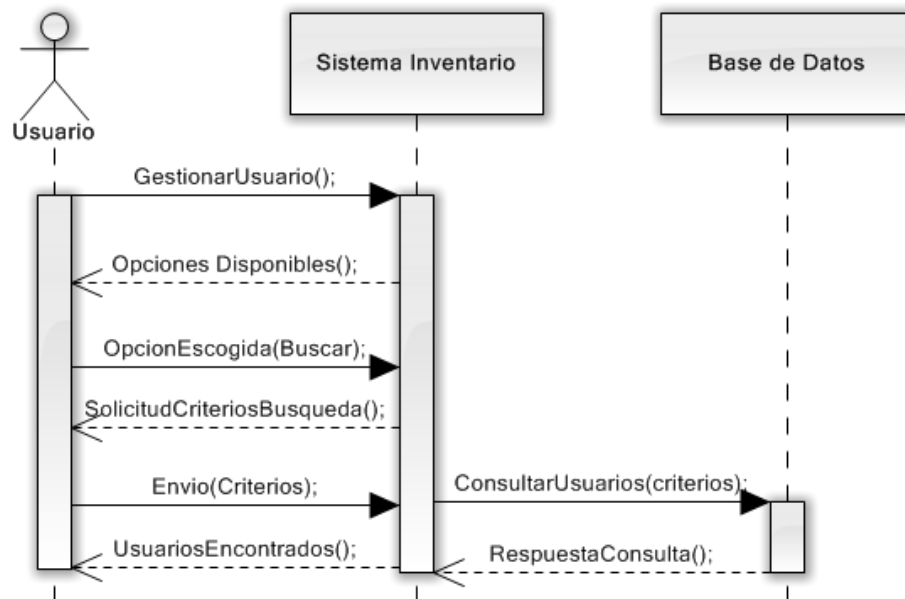 Sistema Inventario
Base de Datos
Usuario
GestionarUsuario();
Opciones Disponibles();
OpcionEscogida(Buscar);
SolicitudCriteriosBusqueda();
Envio(Criterios);
ConsultarUsuarios(criterios);
UsuariosEncontrados();
RespuestaConsulta();